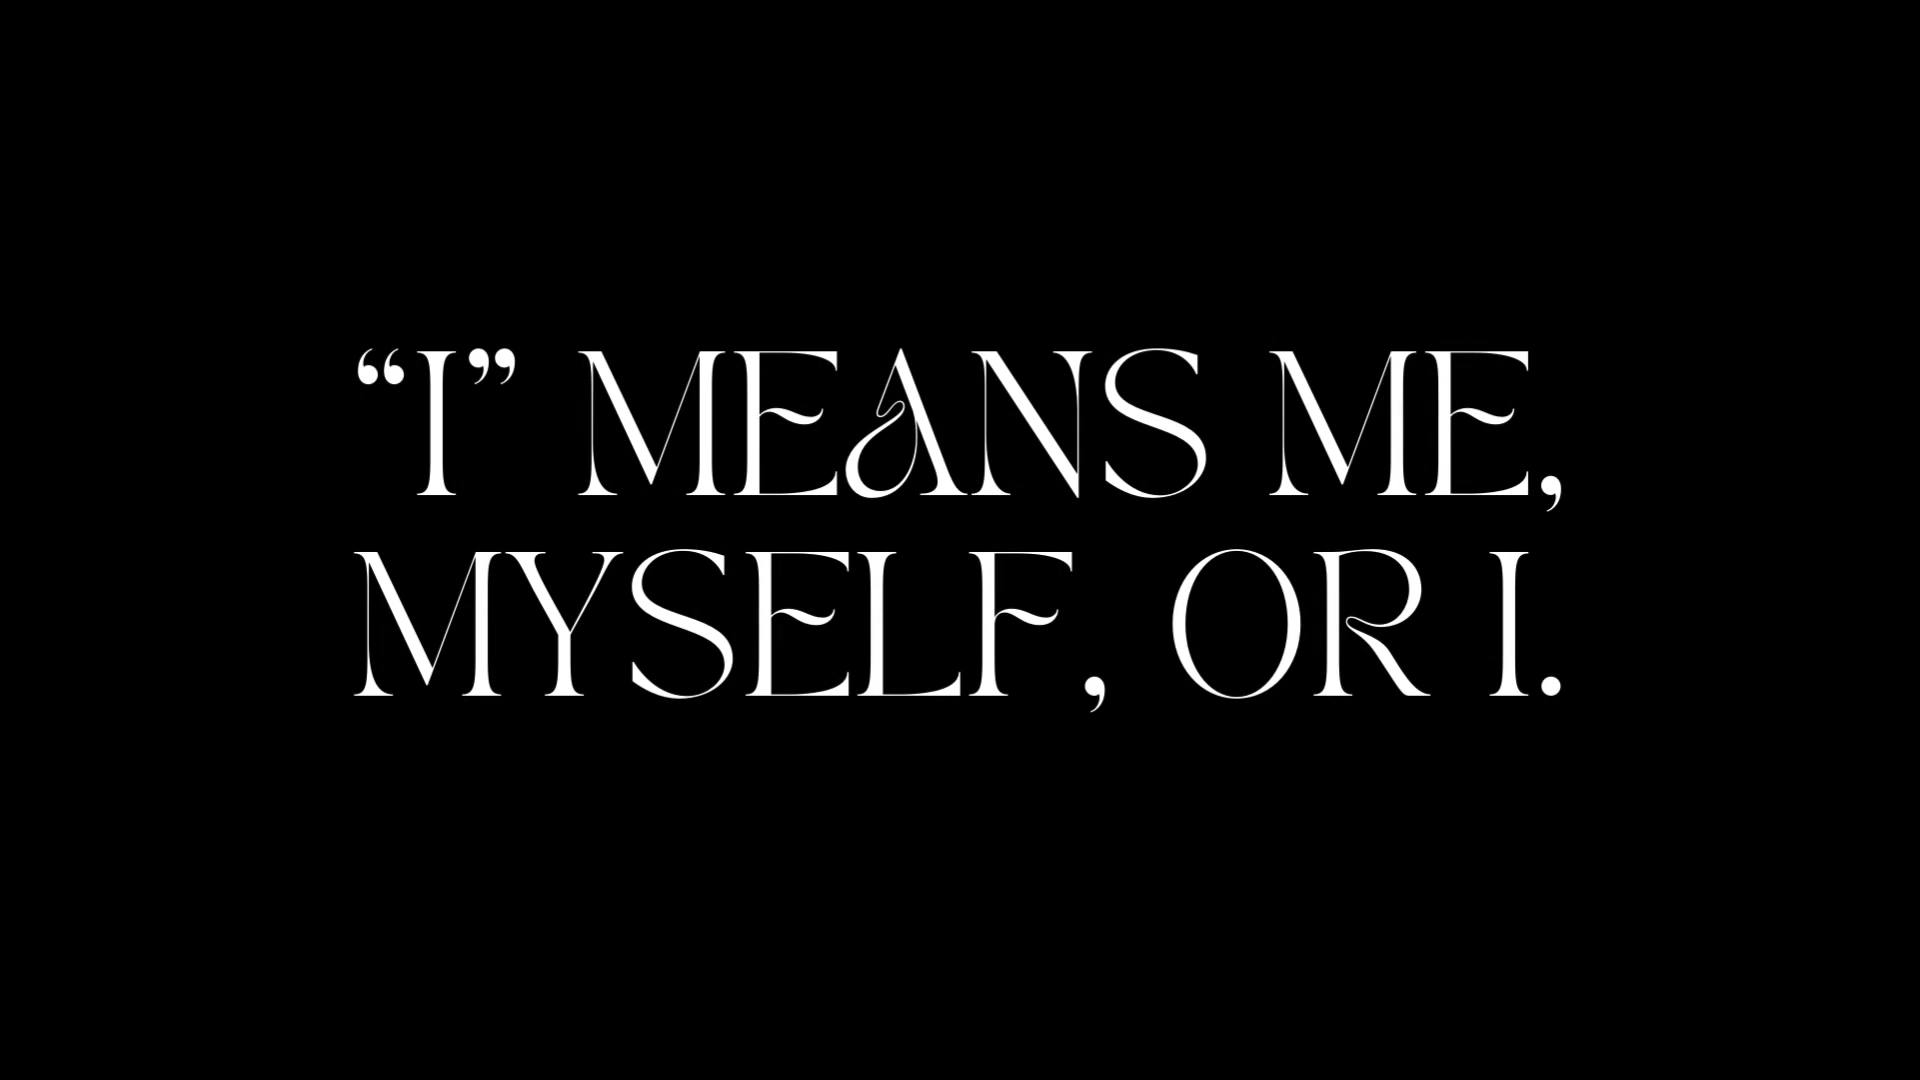 “I” MEANS ME,
MYSELF, OR I.